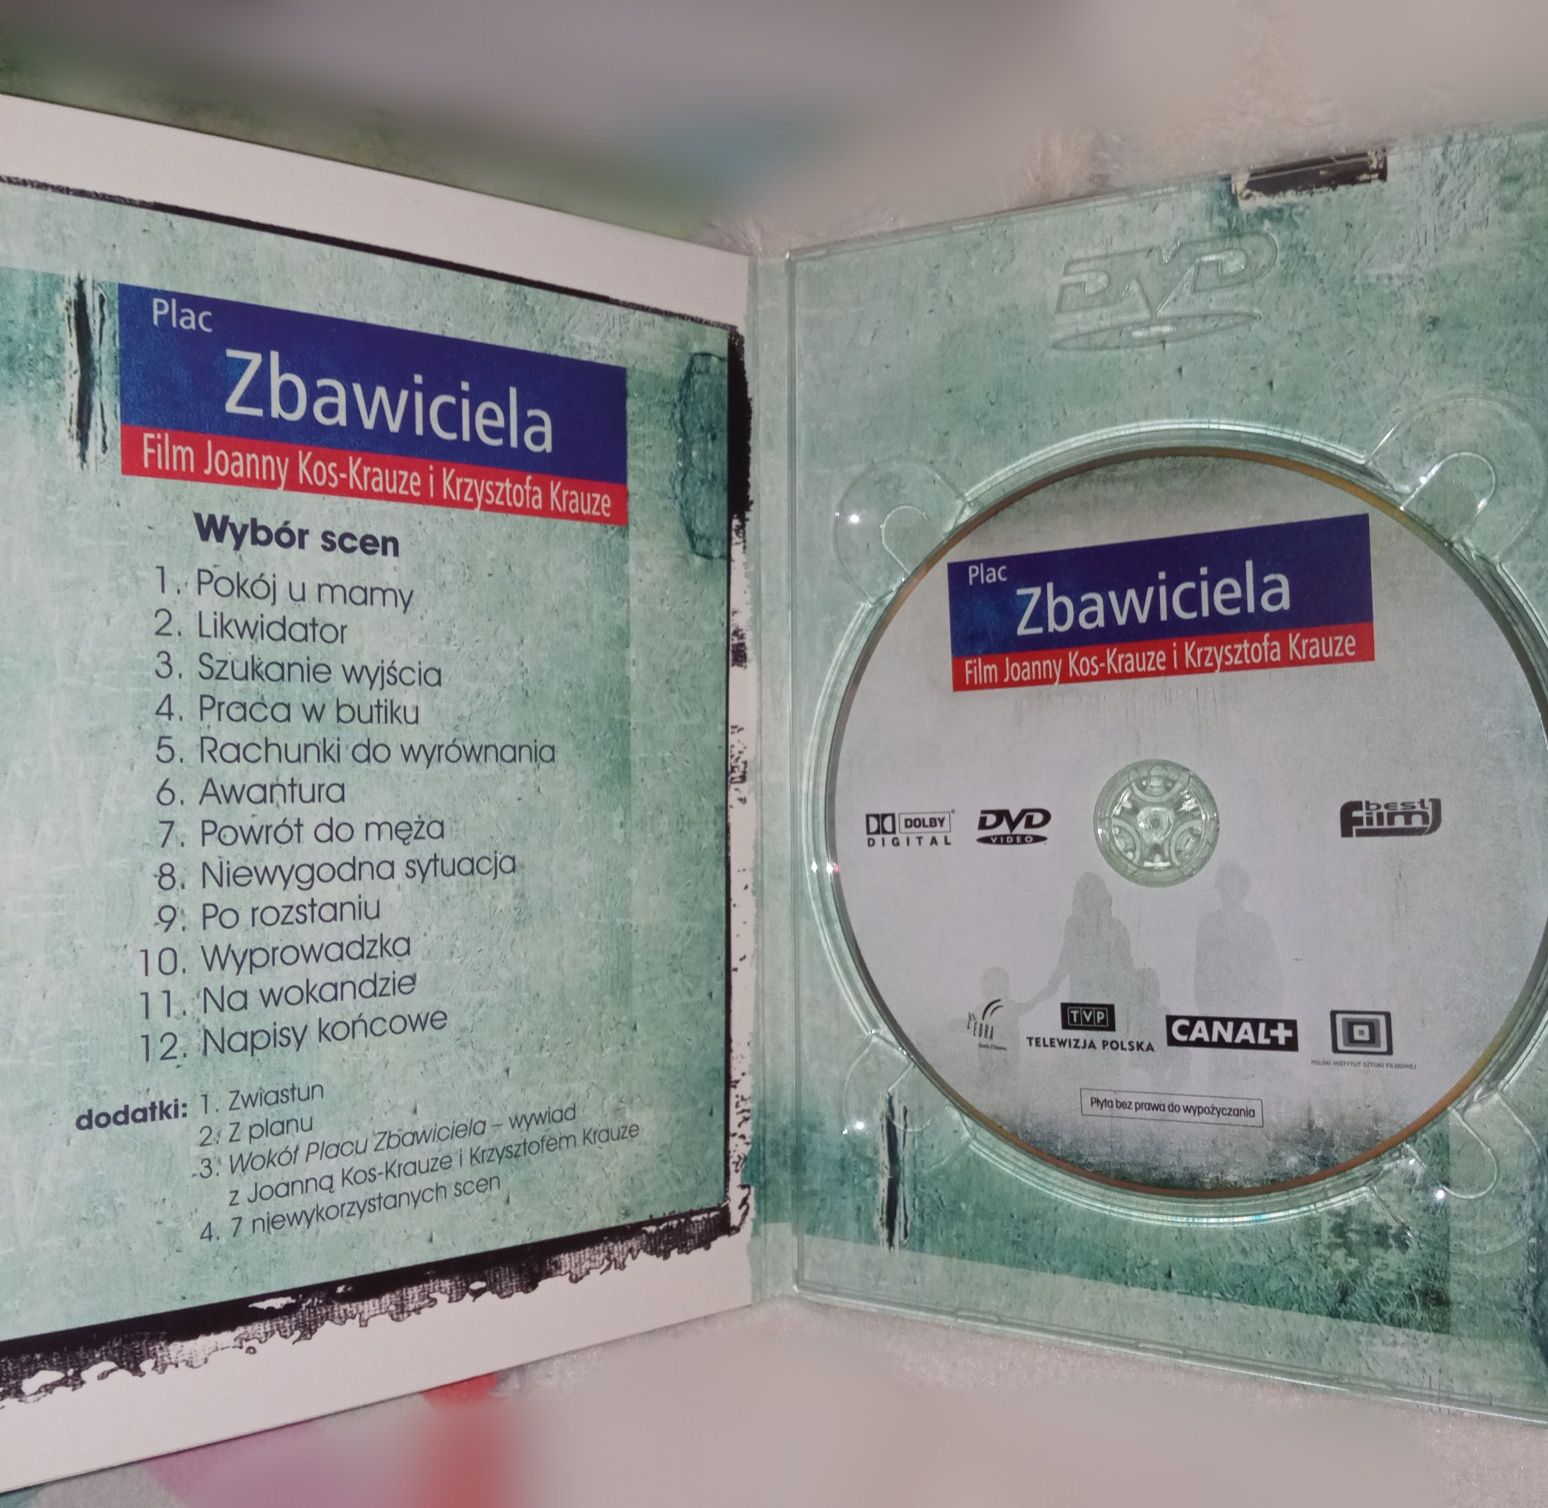 Plac
Zbawiciela
Film Joanny Kos-Krauze i Krzysztofa Krauze
Wybór scen
1. Pokój u mamy
2. Likwidator
3. Szukanie wyjścia
4. Praca w butiku
5. Rachunki do wyrównania
6. Awantura
7. Powrót do męża
8. Niewygodna sytuacja
9. Po rozstaniu
10. Wyprowadzka
11. Na wokandzie
12. Napisy końcowe
dodatki: 1. Zwiastun
2. Z planu
3. Wokół Placu Zbawiciela – wywiad
z Joanną Kos-Krauze i Krzysztofem Krauze
4. 7 niewykorzystanych scen
DVD
Plac
Zbawiciela
Film Joanny Kos-Krauze i Krzysztofa Krauze
DOLBY
DIGITAL
DVD
VIDEO
best
film
TVP
TELEWIZJA POLSKA
CANAL+
POLSKI INSTYTUT SZTUKI FILMOWEJ
Płyta bez prawa do wypożyczania